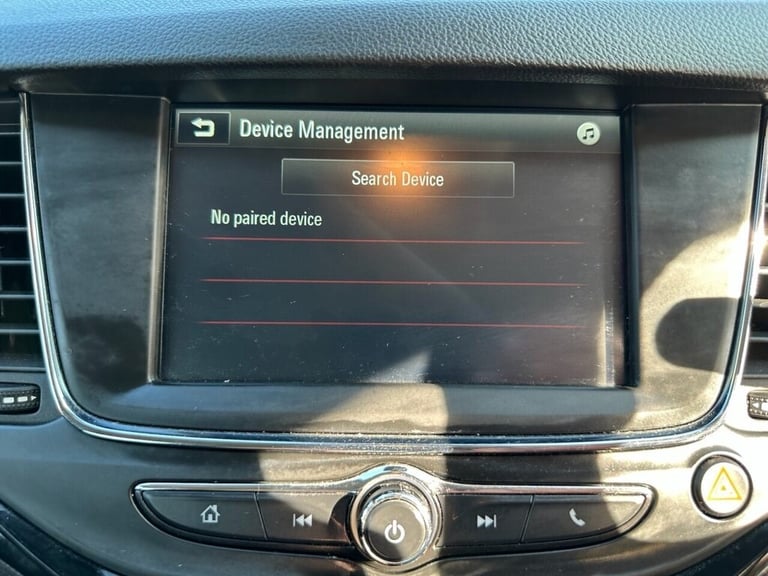 Device Management
Search Device
No paired device